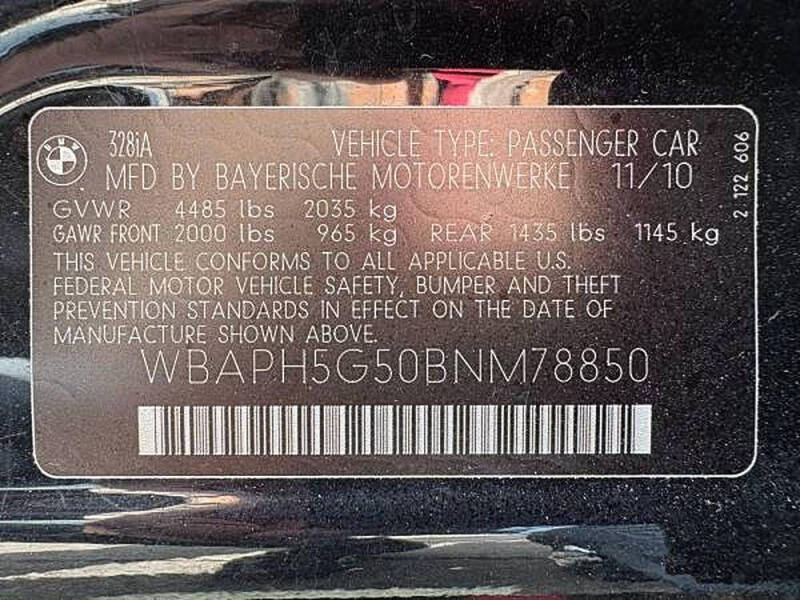 BMW
328iA VEHICLE TYPE: PASSENGER CAR
MFD BY BAYERISCHE MOTORENWERKE 11/10
GVWR 4485 lbs 2035 kg
GAWR FRONT 2000 lbs 965 kg REAR 1435 lbs 1145 kg
THIS VEHICLE CONFORMS TO ALL APPLICABLE U.S.
FEDERAL MOTOR VEHICLE SAFETY, BUMPER AND THEFT
PREVENTION STANDARDS IN EFFECT ON THE DATE OF
MANUFACTURE SHOWN ABOVE.
WBAPH5G50BNM78850
2 122 606